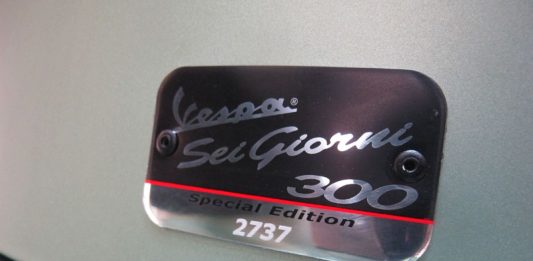 Vespa®
Sei Giorni
300
Special Edition
2737